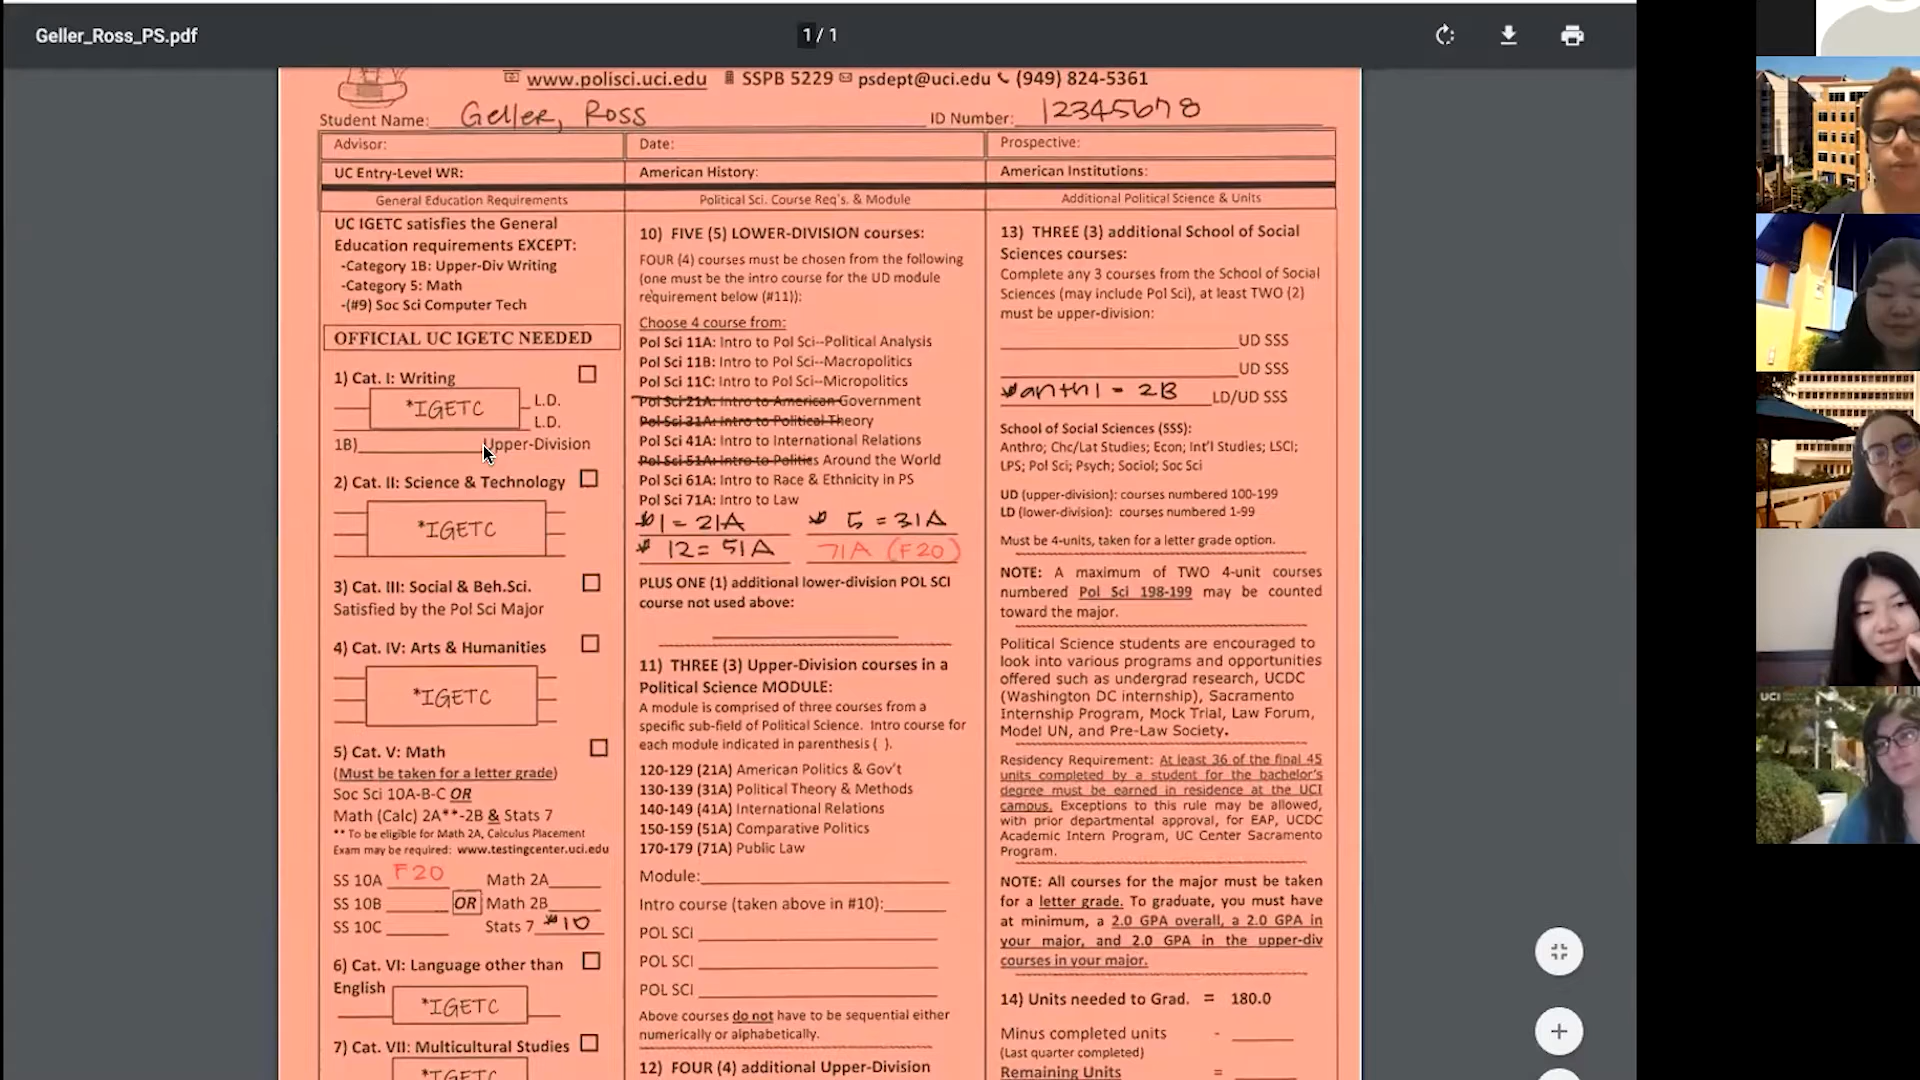 Geller_Ross_PS.pdf
1 / 1
www.polisci.uci.edu SSPB 5229 psdept@uci.edu (949) 824-5361
Student Name: Geller, Ross ID Number: 12345678
Advisor: Date: Prospective:
UC Entry-Level WR: American History: American Institutions:
General Education Requirements
UC IGETC satisfies the General
Education requirements EXCEPT:
-Category 1B: Upper-Div Writing
-Category 5: Math
-(#9) Soc Sci Computer Tech
OFFICIAL UC IGETC NEEDED
1) Cat. I: Writing
*IGETC L.D.
L.D.
1B) Upper-Division
2) Cat. II: Science & Technology
*IGETC
3) Cat. III: Social & Beh.Sci.
Satisfied by the Pol Sci Major
4) Cat. IV: Arts & Humanities
*IGETC
5) Cat. V: Math
(Must be taken for a letter grade)
Soc Sci 10A-B-C OR
Math (Calc) 2A**-2B & Stats 7
** To be eligible for Math 2A, Calculus Placement
Exam may be required: www.testingcenter.uci.edu
SS 10A F20 Math 2A
SS 10B OR Math 2B
SS 10C Stats 7 *10
6) Cat. VI: Language other than
English *IGETC
7) Cat. VII: Multicultural Studies
*IGETC
Political Sci. Course Req's. & Module
10) FIVE (5) LOWER-DIVISION courses:
FOUR (4) courses must be chosen from the following
(one must be the intro course for the UD module
requirement below (#11)):
Choose 4 course from:
Pol Sci 11A: Intro to Pol Sci--Political Analysis
Pol Sci 11B: Intro to Pol Sci--Macropolitics
Pol Sci 11C: Intro to Pol Sci--Micropolitics
Pol Sci 21A: Intro to American Government
Pol Sci 31A: Intro to Political Theory
Pol Sci 41A: Intro to International Relations
Pol Sci 51A: Intro to Politics Around the World
Pol Sci 61A: Intro to Race & Ethnicity in PS
Pol Sci 71A: Intro to Law
*1 = 21A * 5 = 31A
* 12 = 51A 71A (F20)
PLUS ONE (1) additional lower-division POL SCI
course not used above:
11) THREE (3) Upper-Division courses in a
Political Science MODULE:
A module is comprised of three courses from a
specific sub-field of Political Science. Intro course for
each module indicated in parenthesis ( ).
120-129 (21A) American Politics & Gov't
130-139 (31A) Political Theory & Methods
140-149 (41A) International Relations
150-159 (51A) Comparative Politics
170-179 (71A) Public Law
Module:
Intro course (taken above in #10):
POL SCI
POL SCI
POL SCI
Above courses do not have to be sequential either
numerically or alphabetically.
12) FOUR (4) additional Upper-Division
Additional Political Science & Units
13) THREE (3) additional School of Social
Sciences courses:
Complete any 3 courses from the School of Social
Sciences (may include Pol Sci), at least TWO (2)
must be upper-division:
UD SSS
UD SSS
*anth 1 = 2B LD/UD SSS
School of Social Sciences (SSS):
Anthro; Chc/Lat Studies; Econ; Int'l Studies; LSCI;
LPS; Pol Sci; Psych; Sociol; Soc Sci
UD (upper-division): courses numbered 100-199
LD (lower-division): courses numbered 1-99
Must be 4-units, taken for a letter grade option.
NOTE: A maximum of TWO 4-unit courses
numbered Pol Sci 198-199 may be counted
toward the major.
Political Science students are encouraged to
look into various programs and opportunities
offered such as undergrad research, UCDC
(Washington DC internship), Sacramento
Internship Program, Mock Trial, Law Forum,
Model UN, and Pre-Law Society.
Residency Requirement: At least 36 of the final 45
units completed by a student for the bachelor's
degree must be earned in residence at the UCI
campus. Exceptions to this rule may be allowed,
with prior departmental approval, for EAP, UCDC
Academic Intern Program, UC Center Sacramento
Program.
NOTE: All courses for the major must be taken
for a letter grade. To graduate, you must have
at minimum, a 2.0 GPA overall, a 2.0 GPA in
your major, and 2.0 GPA in the upper-div
courses in your major.
14) Units needed to Grad. = 180.0
Minus completed units -
(Last quarter completed)
Remaining Units =
UCI